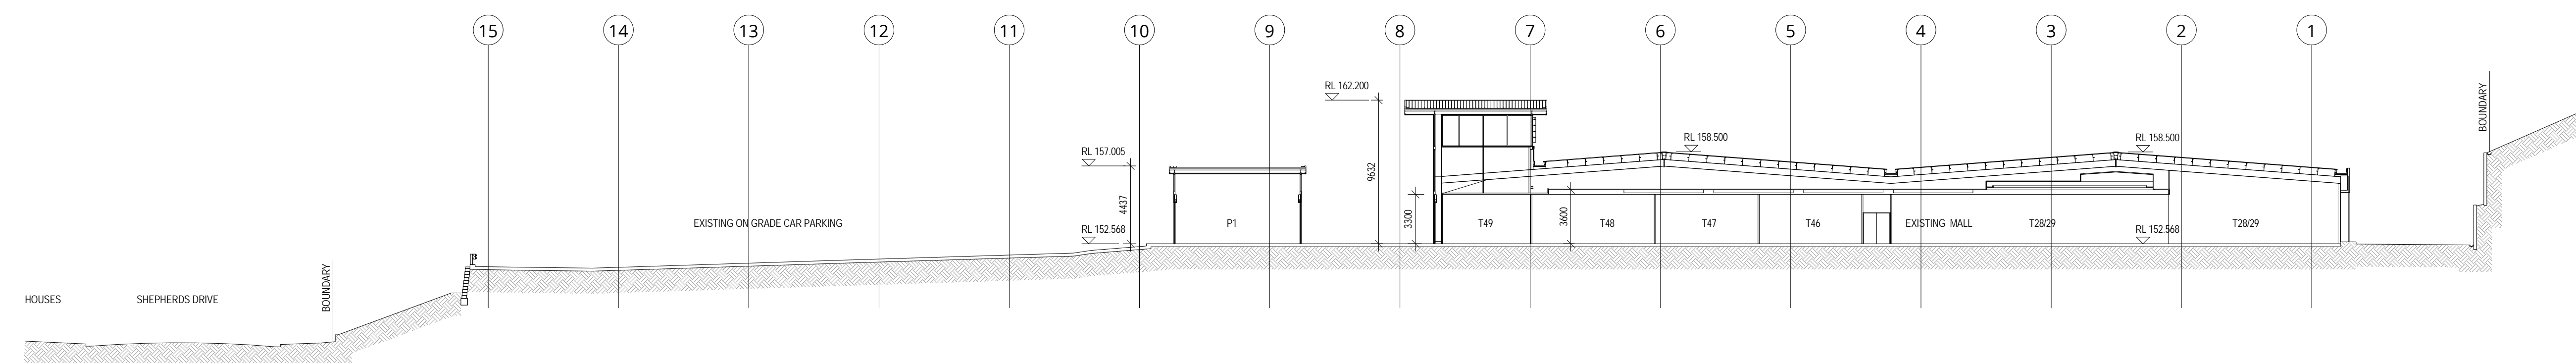 15
14
13
12
11
10
9
8
7
6
5
4
3
2
1
RL 162.200
BOUNDARY
RL 158.500
RL 158.500
RL 157.005
9632
4437
3300
3600
EXISTING ON GRADE CAR PARKING
P1
T49
T48
T47
T46
EXISTING MALL
T28/29
T28/29
RL 152.568
RL 152.568
BOUNDARY
HOUSES
SHEPHERDS DRIVE